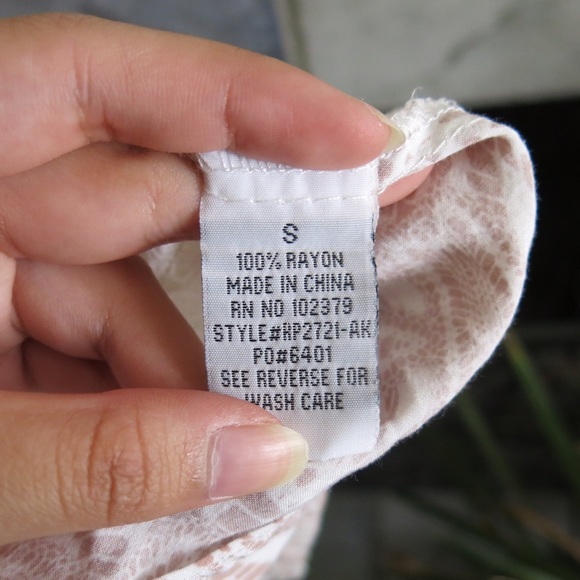 S
100% RAYON
MADE IN CHINA
RN NO 102379
STYLE#RP2721-AK
PO#6401
SEE REVERSE FOR
WASH CARE